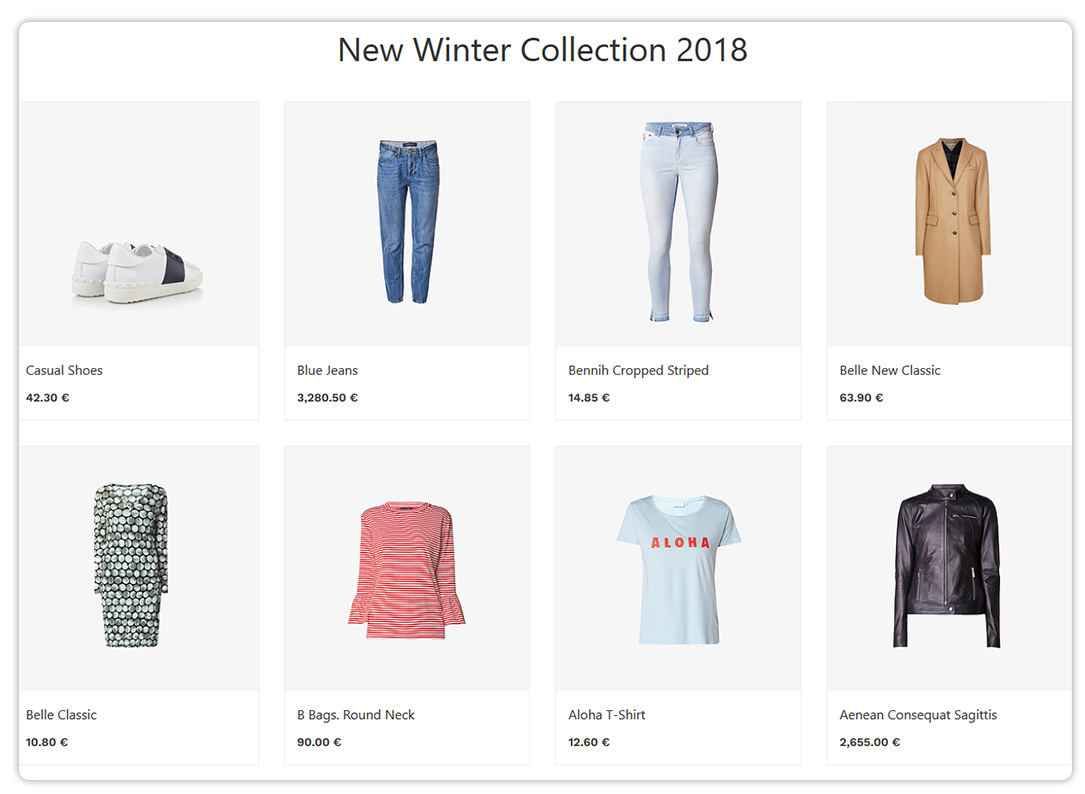 New Winter Collection 2018
Casual Shoes
42.30 €
Blue Jeans
3,280.50 €
Bennih Cropped Striped
14.85 €
Belle New Classic
63.90 €
ALOHA
Belle Classic
10.80 €
B Bags. Round Neck
90.00 €
Aloha T-Shirt
12.60 €
Aenean Consequat Sagittis
2,655.00 €